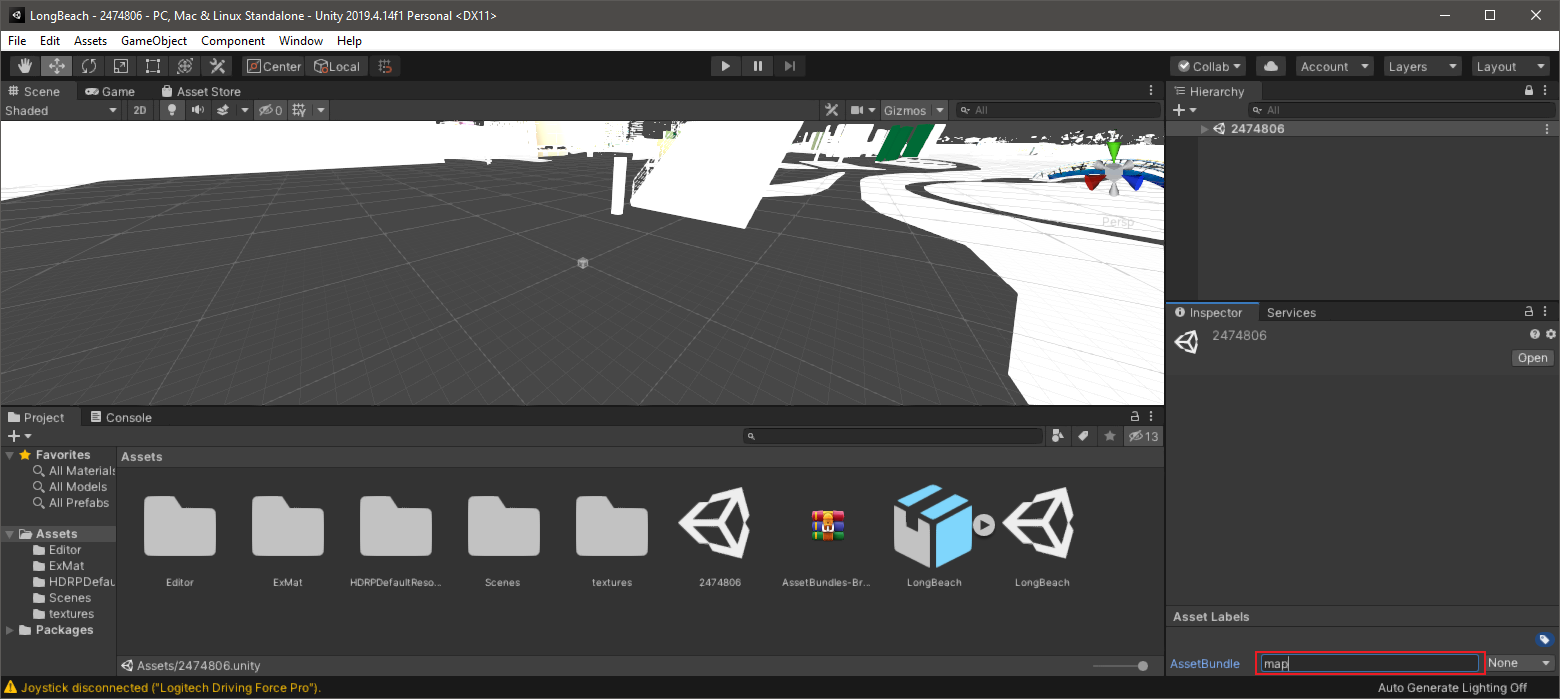 LongBeach - 2474806 - PC, Mac & Linux Standalone - Unity 2019.4.14f1 Personal <DX11>
File Edit Assets GameObject Component Window Help
Center Local Collab Account Layers Layout
Scene Game Asset Store
Shaded 2D 0 Gizmos All
Persp
Hierarchy
All
2474806
Inspector Services
2474806
Open
Project Console
13
Favorites
All Materials
All Models
All Prefabs
Assets
Editor
ExMat
HDRPDefau
Scenes
textures
Packages
Assets
Editor ExMat HDRPDefaultReso... Scenes textures 2474806 AssetBundles-Br... LongBeach LongBeach
Assets/2474806.unity
Asset Labels
AssetBundle map None
Joystick disconnected ("Logitech Driving Force Pro").
Auto Generate Lighting Off